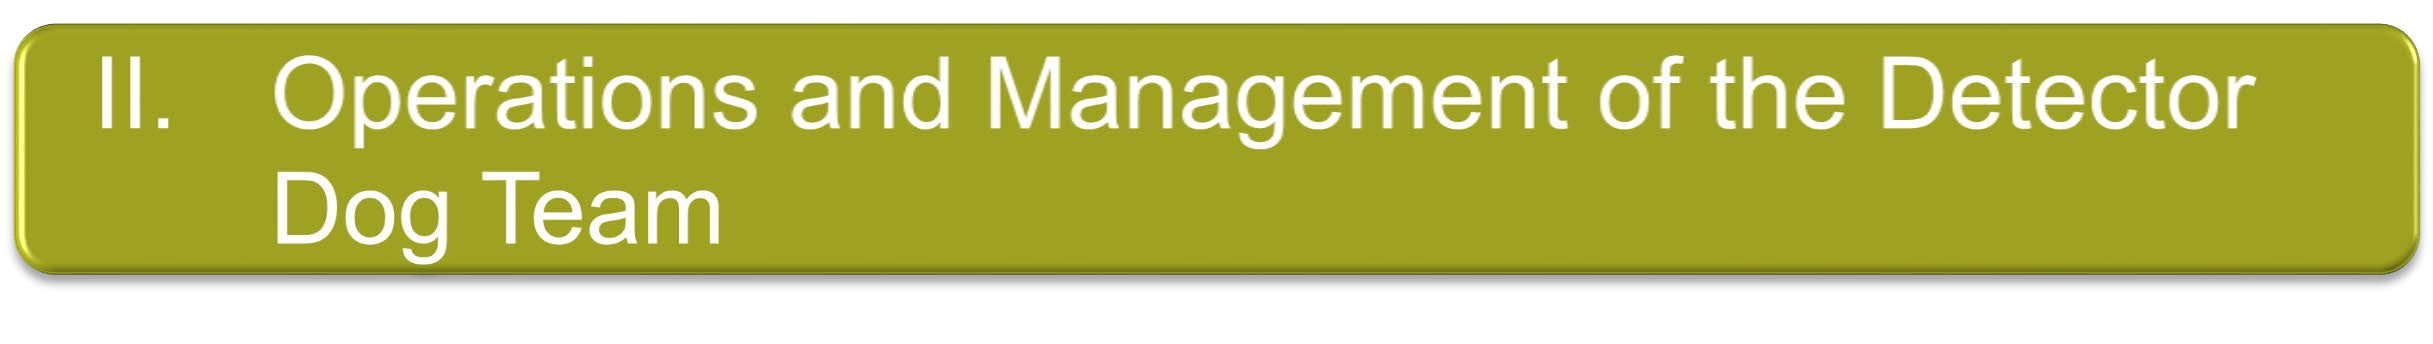 II. Operations and Management of the Detector
Dog Team